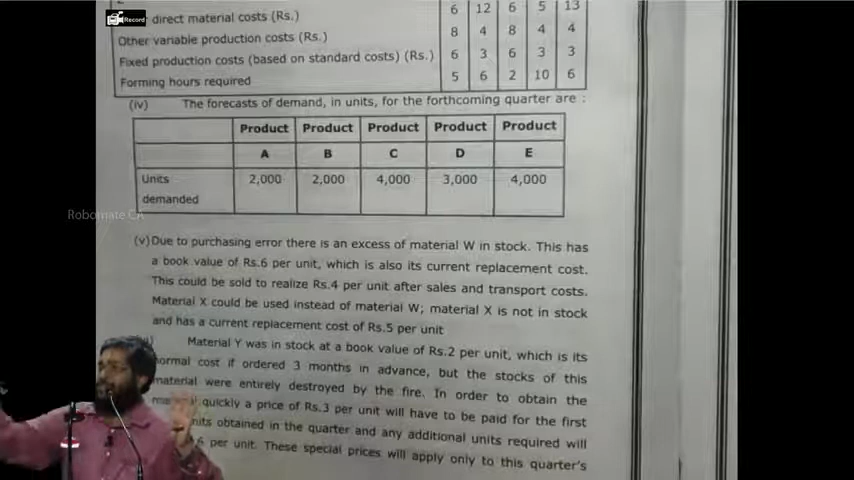 Record
direct material costs (Rs.) 6 12 6 5 13
Other variable production costs (Rs.) 8 4 8 4 4
Fixed production costs (based on standard costs) (Rs.) 6 3 6 3 3
Forming hours required 5 6 2 10 6
(iv) The forecasts of demand, in units, for the forthcoming quarter are :
Product Product Product Product Product
A B C D E
Units 2,000 2,000 4,000 3,000 4,000
demanded
Robomate CA
(v) Due to purchasing error there is an excess of material W in stock. This has
a book value of Rs.6 per unit, which is also its current replacement cost.
This could be sold to realize Rs.4 per unit after sales and transport costs.
Material X could be used instead of material W; material X is not in stock
and has a current replacement cost of Rs.5 per unit
Material Y was in stock at a book value of Rs.2 per unit, which is its
cost if ordered 3 months in advance, but the stocks of this
material were entirely destroyed by the fire. In order to obtain the
quickly a price of Rs.3 per unit will have to be paid for the first
obtained in the quarter and any additional units required will
6 per unit. These special prices will apply only to this quarter's